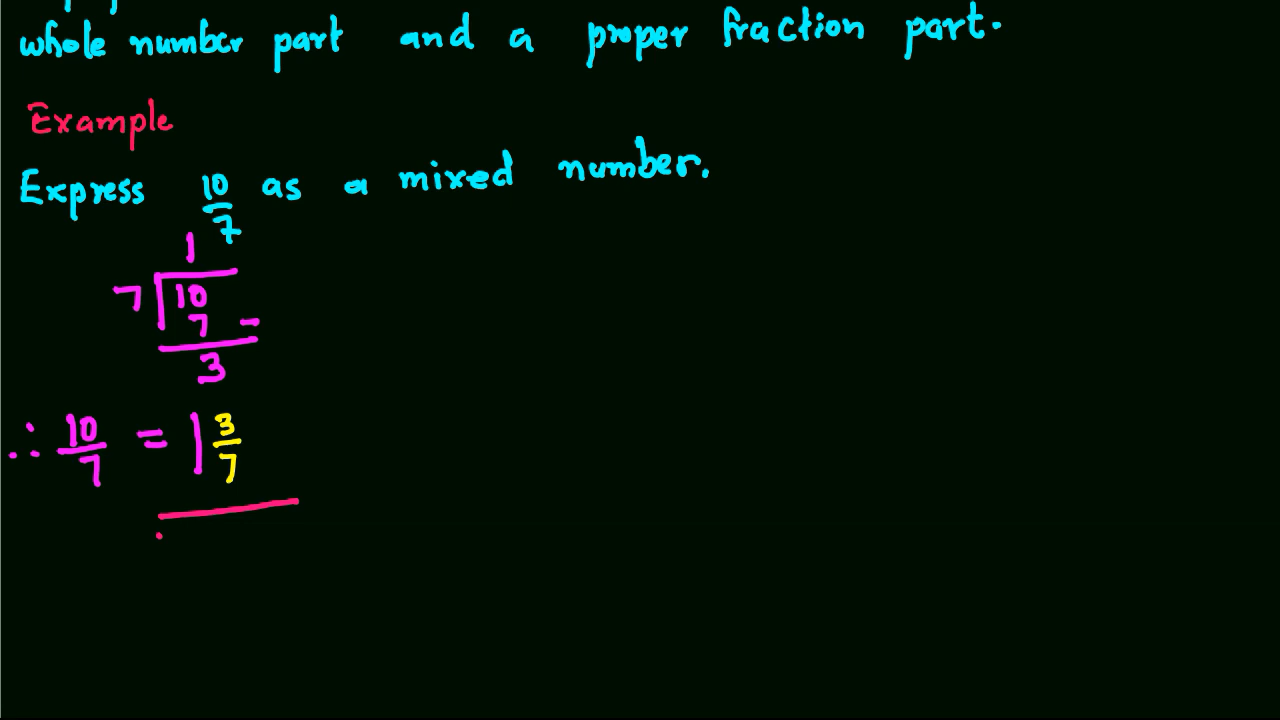 whole number part and a proper fraction part.
Example
Express 10/7 as a mixed number.
1
7 10
7 -
3
∴ 10/7 = 1 3/7